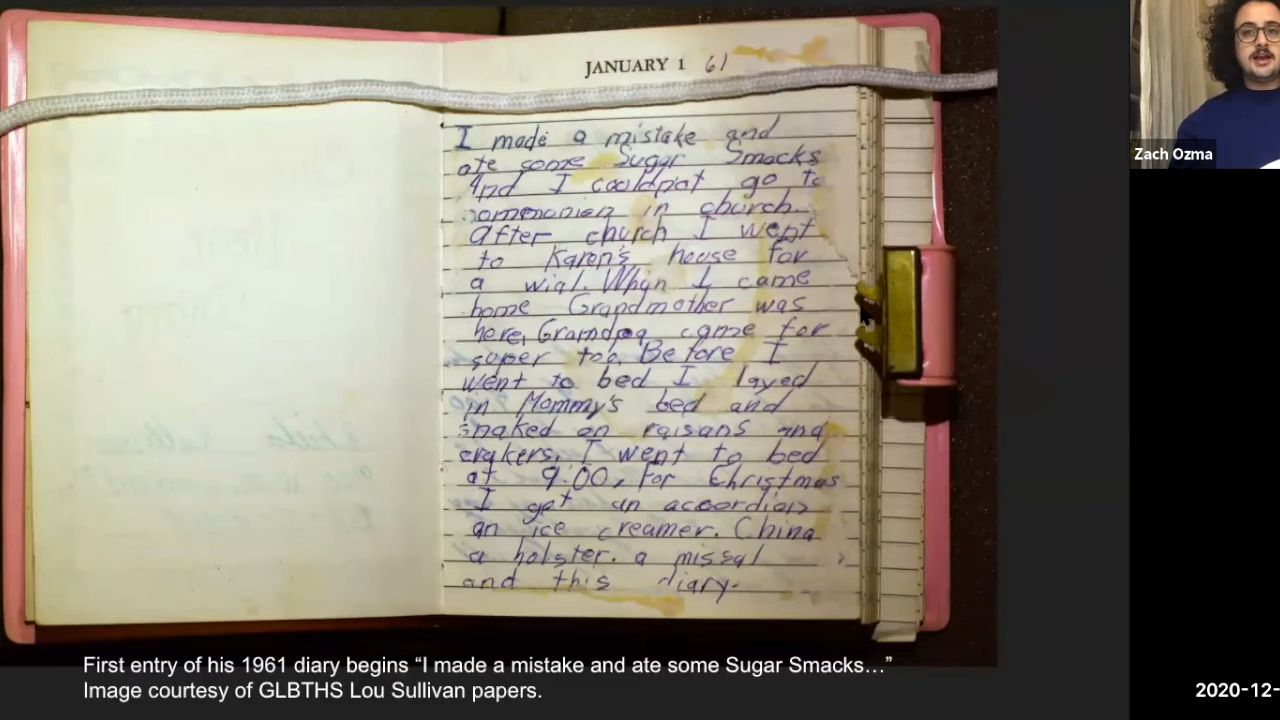 JANUARY 1 61
I made a mistake and
ate some Sugar Smacks
And I couldnot go to
communion in church.
after church I went
to Karen's house for
a wial. When I came
home Grandmother was
here, Gramdpa came for
super too. Before I
went to bed I layed
in Mommy's bed and
snaked on raisans and
crakers. I went to bed
at 9:00, for Christmas
I got an accordian
an ice creamer. China
a holster. a missal
and this diary.
Zach Ozma
First entry of his 1961 diary begins “I made a mistake and ate some Sugar Smacks…”
Image courtesy of GLBTHS Lou Sullivan papers.
2020-12-